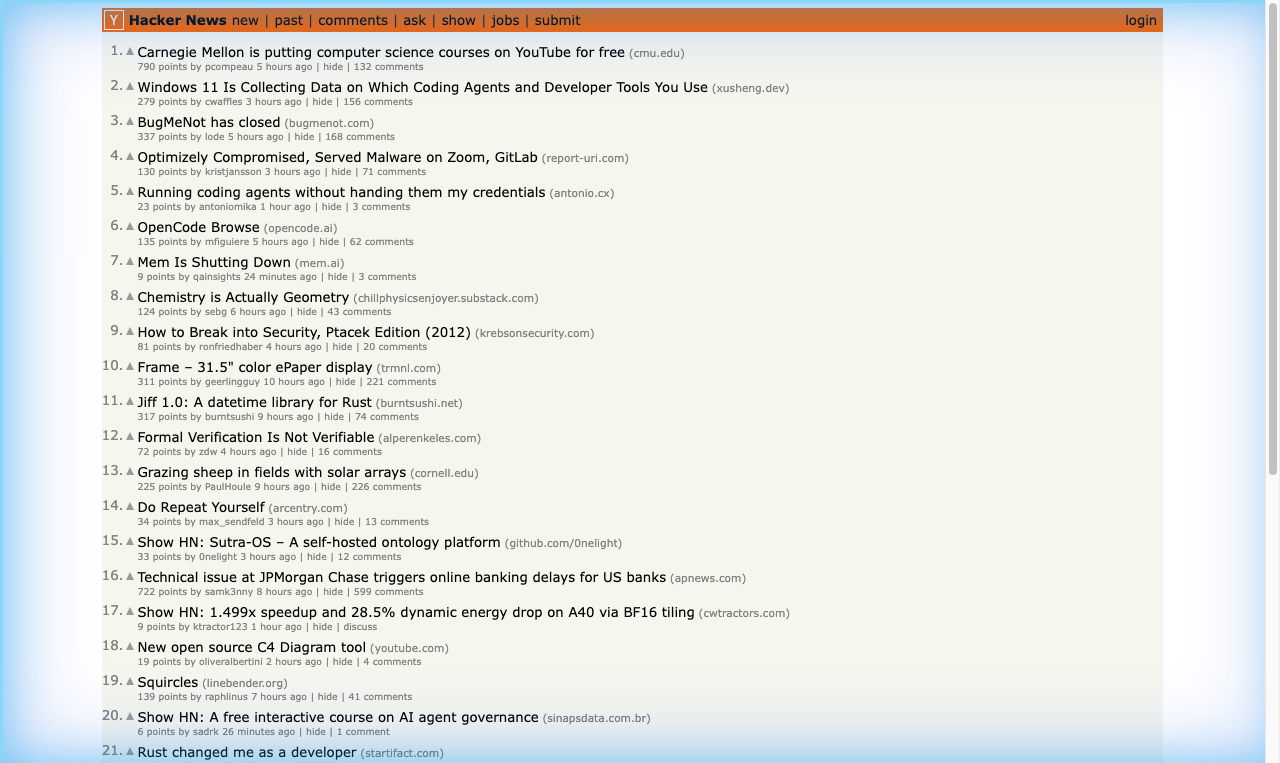 Y Hacker News new | past | comments | ask | show | jobs | submit login
1. Carnegie Mellon is putting computer science courses on YouTube for free (cmu.edu)
790 points by pcompeau 5 hours ago | hide | 132 comments
2. Windows 11 Is Collecting Data on Which Coding Agents and Developer Tools You Use (xusheng.dev)
279 points by cwaffles 3 hours ago | hide | 156 comments
3. BugMeNot has closed (bugmenot.com)
337 points by lode 5 hours ago | hide | 168 comments
4. Optimizely Compromised, Served Malware on Zoom, GitLab (report-uri.com)
130 points by kristjansson 3 hours ago | hide | 71 comments
5. Running coding agents without handing them my credentials (antonio.cx)
23 points by antoniomika 1 hour ago | hide | 3 comments
6. OpenCode Browse (opencode.ai)
135 points by mfiguiere 5 hours ago | hide | 62 comments
7. Mem Is Shutting Down (mem.ai)
9 points by qainsights 24 minutes ago | hide | 3 comments
8. Chemistry is Actually Geometry (chillphysicsenjoyer.substack.com)
124 points by sebg 6 hours ago | hide | 43 comments
9. How to Break into Security, Ptacek Edition (2012) (krebsonsecurity.com)
81 points by ronfriedhaber 4 hours ago | hide | 20 comments
10. Frame – 31.5" color ePaper display (trmnl.com)
311 points by geerlingguy 10 hours ago | hide | 221 comments
11. Jiff 1.0: A datetime library for Rust (burntsushi.net)
317 points by burntsushi 9 hours ago | hide | 74 comments
12. Formal Verification Is Not Verifiable (alperenkeles.com)
72 points by zdw 4 hours ago | hide | 16 comments
13. Grazing sheep in fields with solar arrays (cornell.edu)
225 points by PaulHoule 9 hours ago | hide | 226 comments
14. Do Repeat Yourself (arcentry.com)
34 points by max_sendfeld 3 hours ago | hide | 13 comments
15. Show HN: Sutra-OS – A self-hosted ontology platform (github.com/0nelight)
33 points by 0nelight 3 hours ago | hide | 12 comments
16. Technical issue at JPMorgan Chase triggers online banking delays for US banks (apnews.com)
722 points by samk3nny 8 hours ago | hide | 599 comments
17. Show HN: 1.499x speedup and 28.5% dynamic energy drop on A40 via BF16 tiling (cwtractors.com)
9 points by ktractor123 1 hour ago | hide | discuss
18. New open source C4 Diagram tool (youtube.com)
19 points by oliveralbertini 2 hours ago | hide | 4 comments
19. Squircles (linebender.org)
139 points by raphlinus 7 hours ago | hide | 41 comments
20. Show HN: A free interactive course on AI agent governance (sinapsdata.com.br)
6 points by sadrk 26 minutes ago | hide | 1 comment
21. Rust changed me as a developer (startifact.com)